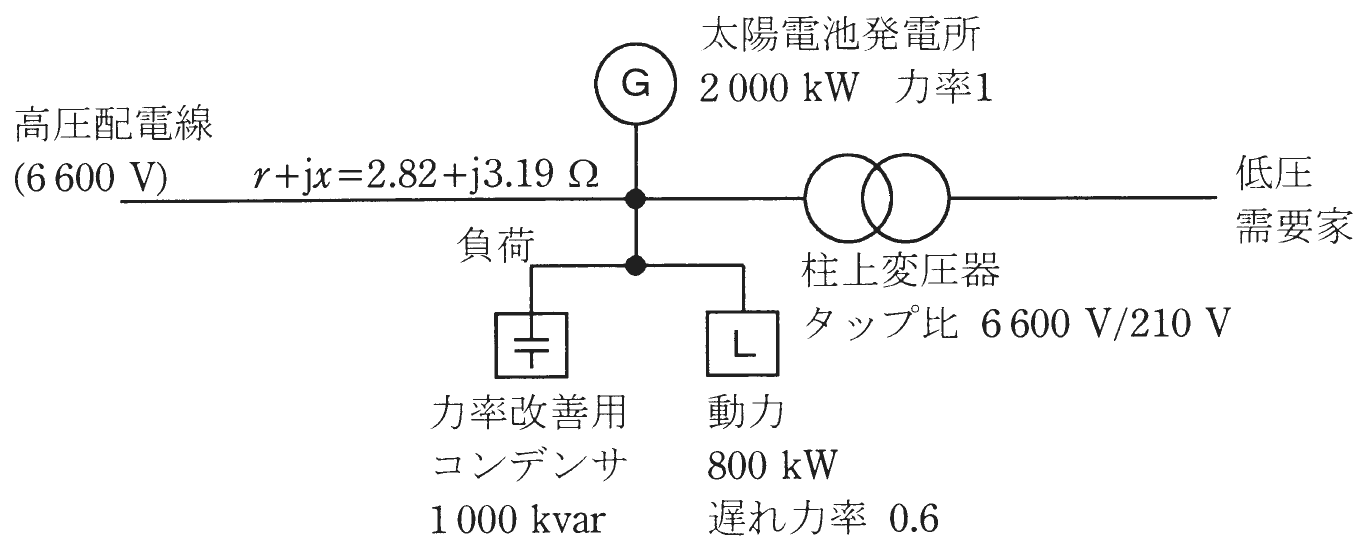 太陽電池発電所
2 000 kW 力率1
G
高圧配電線
(6 600 V)
r+jx=2.82+j3.19 Ω
低圧
需要家
負荷
柱上変圧器
タップ比 6 600 V/210 V
L
力率改善用
コンデンサ
1 000 kvar
動力
800 kW
遅れ力率 0.6